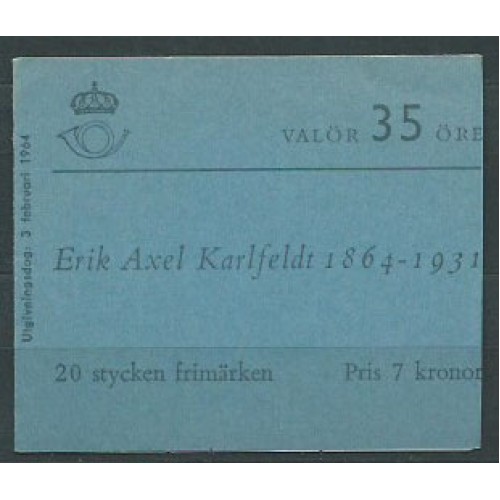 VALÖR 35 ÖRE
Erik Axel Karlfeldt 1864-1931
20 stycken frimärken Pris 7 kronor
Utgivningsdag: 3 februari 1964